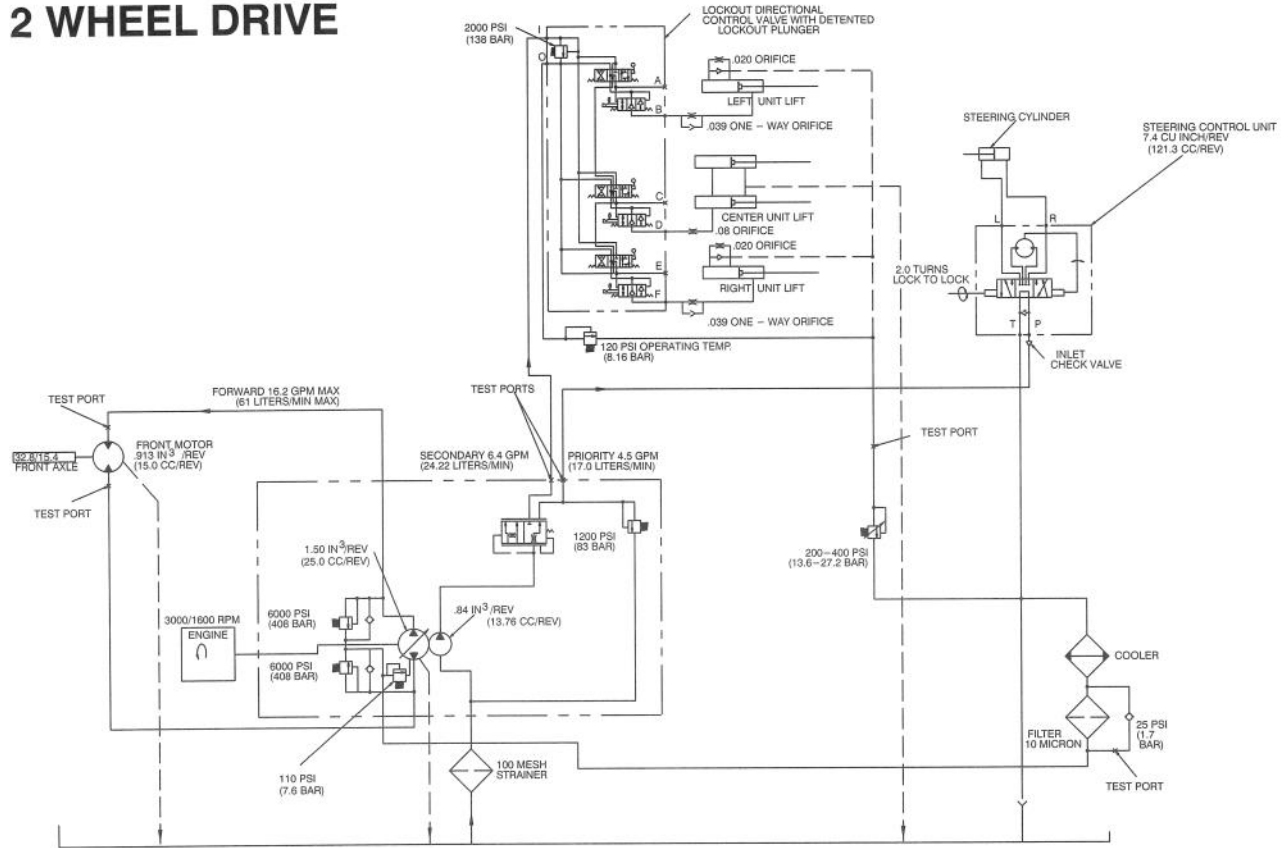 2 WHEEL DRIVE
2000 PSI
(138 BAR)
LOCKOUT DIRECTIONAL
CONTROL VALVE WITH DETENTED
LOCKOUT PLUNGER
O
A
.020 ORIFICE
B
LEFT UNIT LIFT
.039 ONE – WAY ORIFICE
STEERING CYLINDER
STEERING CONTROL UNIT
7.4 CU INCH/REV
(121.3 CC/REV)
C
D
CENTER UNIT LIFT
.08 ORIFICE
L
R
.020 ORIFICE
E
F
RIGHT UNIT LIFT
2.0 TURNS
LOCK TO LOCK
.039 ONE – WAY ORIFICE
T
P
120 PSI OPERATING TEMP.
(8.16 BAR)
INLET
CHECK VALVE
TEST PORT
FORWARD 16.2 GPM MAX
(61 LITERS/MIN MAX)
TEST PORTS
FRONT MOTOR
.913 IN3 /REV
(15.0 CC/REV)
32.8/15.4
FRONT AXLE
TEST PORT
SECONDARY 6.4 GPM
(24.22 LITERS/MIN)
PRIORITY 4.5 GPM
(17.0 LITERS/MIN)
TEST PORT
1200 PSI
(83 BAR)
200–400 PSI
(13.6–27.2 BAR)
1.50 IN3/REV
(25.0 CC/REV)
.84 IN3 /REV
(13.76 CC/REV)
3000/1600 RPM
ENGINE
6000 PSI
(408 BAR)
6000 PSI
(408 BAR)
COOLER
FILTER
10 MICRON
25 PSI
(1.7
BAR)
110 PSI
(7.6 BAR)
100 MESH
STRAINER
TEST PORT